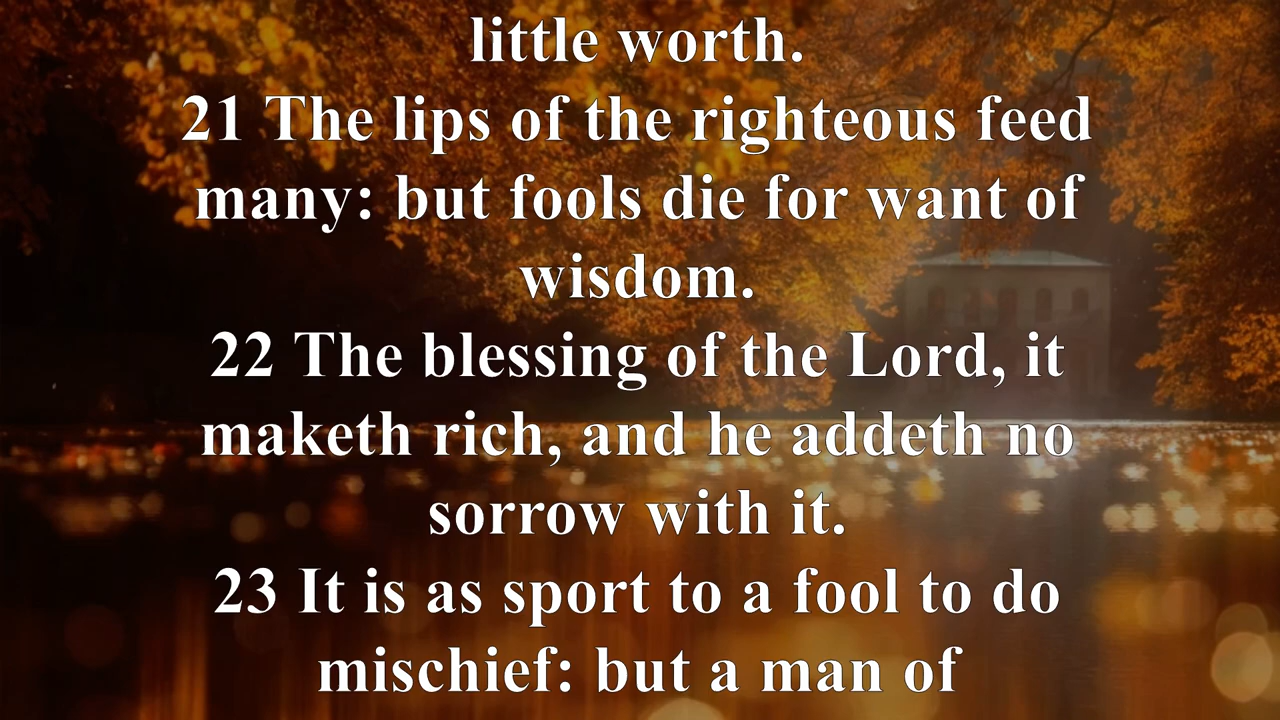 little worth.
21 The lips of the righteous feed
many: but fools die for want of
wisdom.
22 The blessing of the Lord, it
maketh rich, and he addeth no
sorrow with it.
23 It is as sport to a fool to do
mischief: but a man of